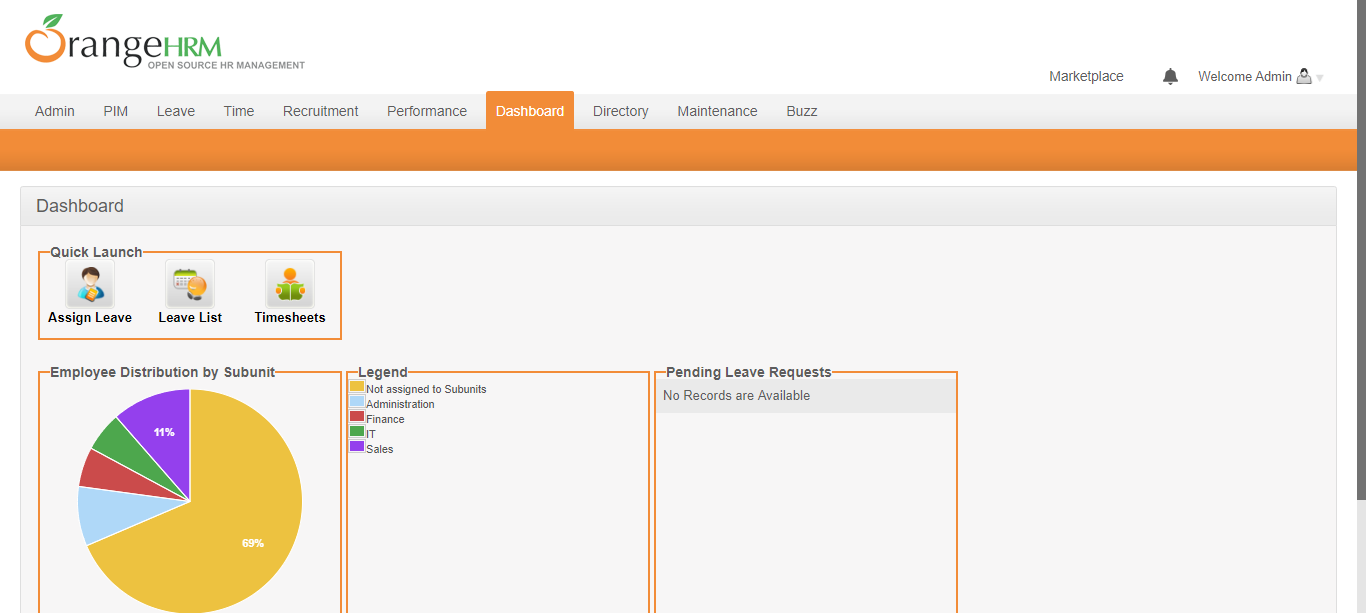 OrangeHRM
OPEN SOURCE HR MANAGEMENT
Marketplace Welcome Admin
Admin PIM Leave Time Recruitment Performance Dashboard Directory Maintenance Buzz
Dashboard
Quick Launch
Assign Leave Leave List Timesheets
Employee Distribution by Subunit
11%
69%
Legend
Not assigned to Subunits
Administration
Finance
IT
Sales
Pending Leave Requests
No Records are Available